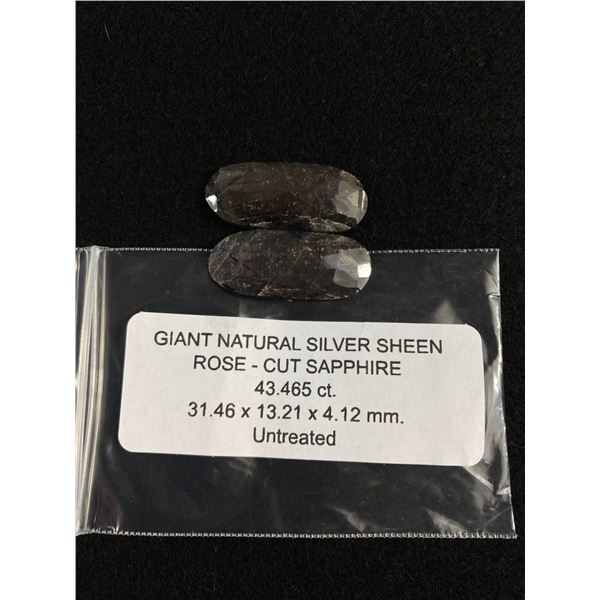 GIANT NATURAL SILVER SHEEN
ROSE - CUT SAPPHIRE
43.465 ct.
31.46 x 13.21 x 4.12 mm.
Untreated